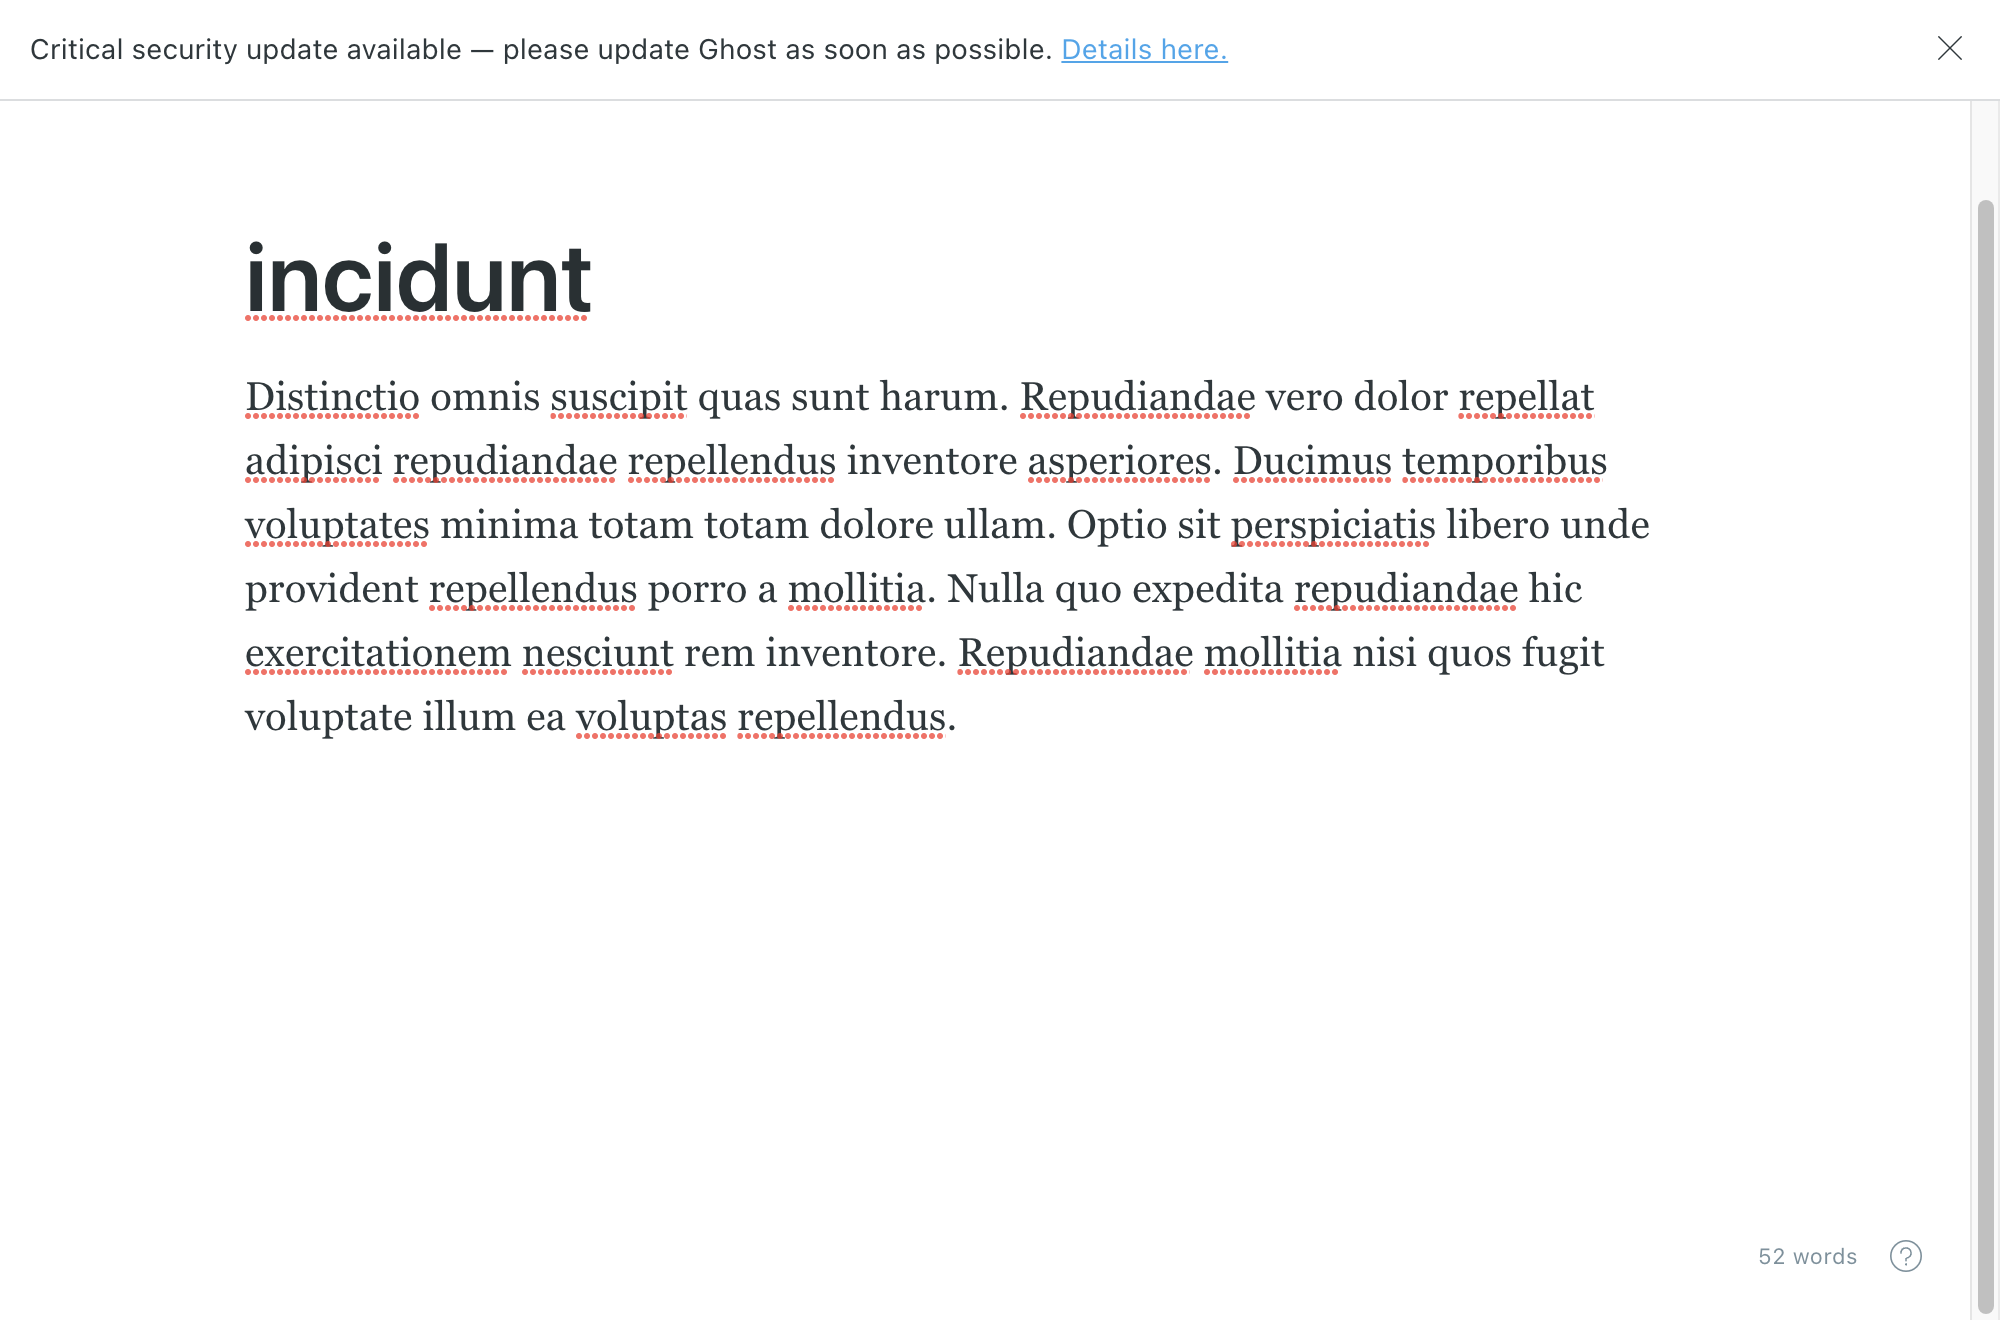 Critical security update available — please update Ghost as soon as possible. Details here.
incidunt
Distinctio omnis suscipit quas sunt harum. Repudiandae vero dolor repellat
adipisci repudiandae repellendus inventore asperiores. Ducimus temporibus
voluptates minima totam totam dolore ullam. Optio sit perspiciatis libero unde
provident repellendus porro a mollitia. Nulla quo expedita repudiandae hic
exercitationem nesciunt rem inventore. Repudiandae mollitia nisi quos fugit
voluptate illum ea voluptas repellendus.
52 words ?